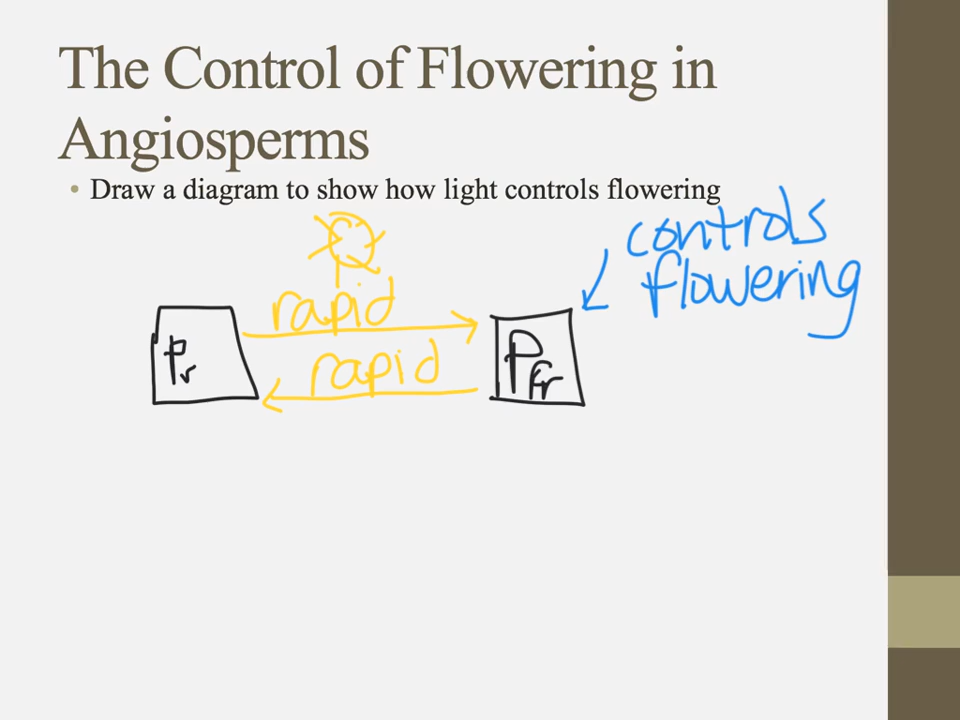 The Control of Flowering in
Angiosperms
• Draw a diagram to show how light controls flowering
controls
flowering
rapid
rapid
Pr
Pfr